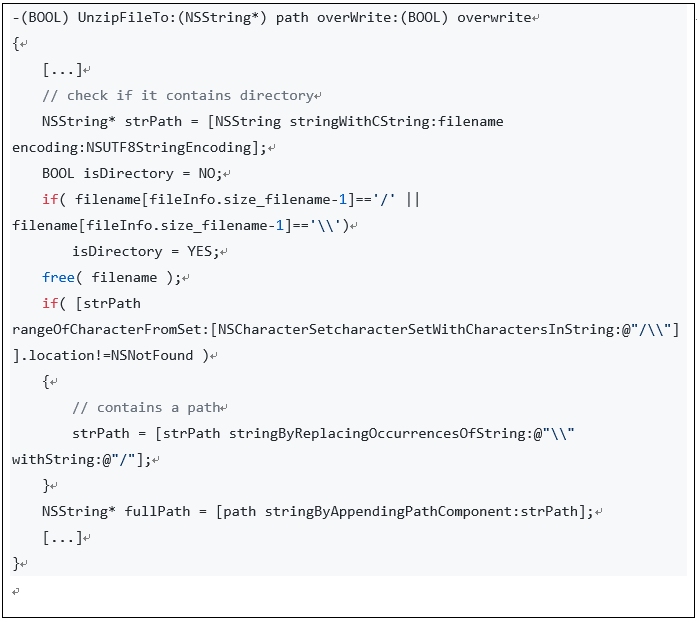 -(BOOL) UnzipFileTo:(NSString*) path overWrite:(BOOL) overwrite↵
{↵
    [...]↵
    // check if it contains directory↵
    NSString* strPath = [NSString stringWithCString:filename
encoding:NSUTF8StringEncoding];↵
    BOOL isDirectory = NO;↵
    if( filename[fileInfo.size_filename-1]=='/' ||
filename[fileInfo.size_filename-1]=='\\')↵
        isDirectory = YES;↵
    free( filename );↵
    if( [strPath
rangeOfCharacterFromSet:[NSCharacterSetcharacterSetWithCharactersInString:@"/\\"]
].location!=NSNotFound )↵
    {↵
        // contains a path↵
        strPath = [strPath stringByReplacingOccurrencesOfString:@"\\"
withString:@"/"];↵
    }↵
    NSString* fullPath = [path stringByAppendingPathComponent:strPath];↵
    [...]↵
}↵
↵